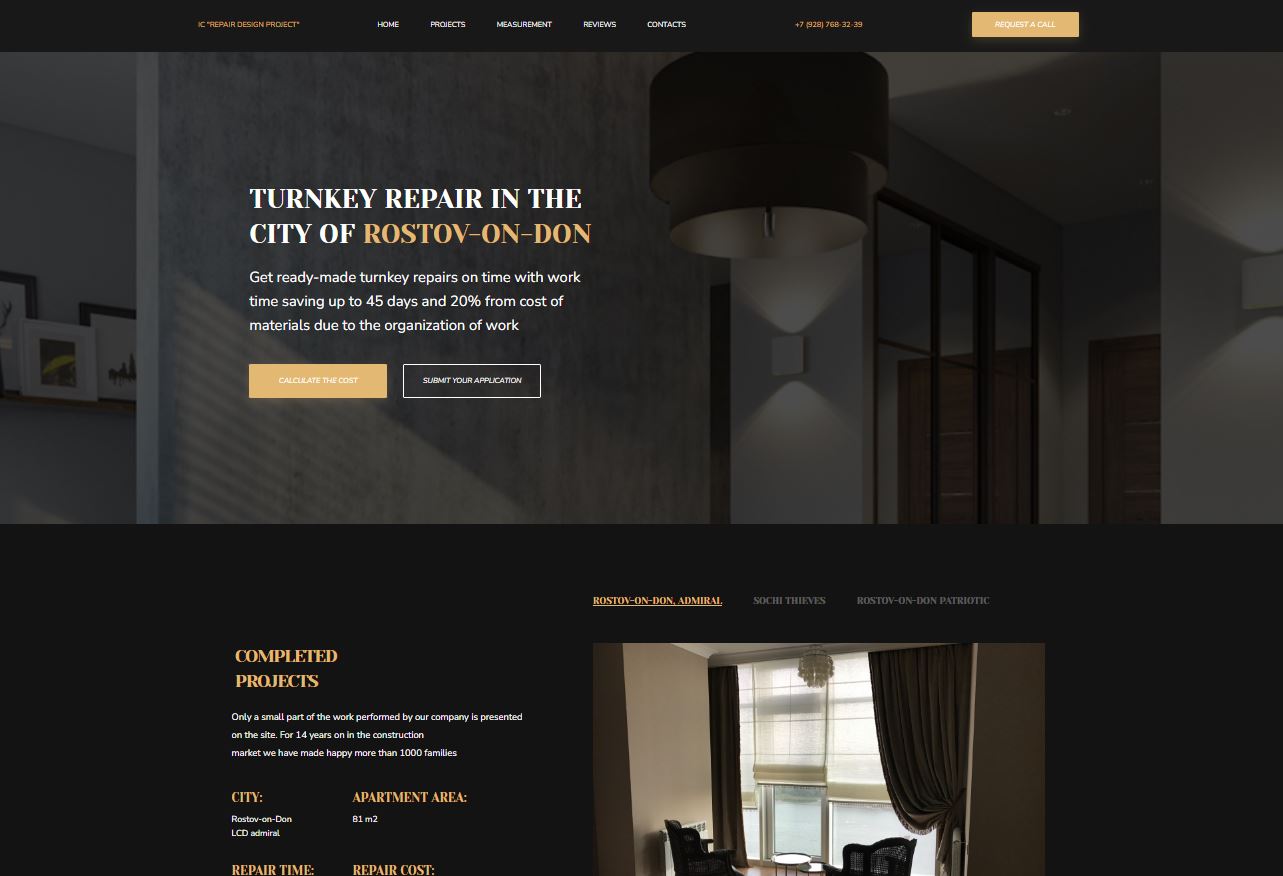 IC "REPAIR DESIGN PROJECT"
HOME
PROJECTS
MEASUREMENT
REVIEWS
CONTACTS
+7 (928) 768-32-39
REQUEST A CALL
TURNKEY REPAIR IN THE
CITY OF ROSTOV-ON-DON
Get ready-made turnkey repairs on time with work
time saving up to 45 days and 20% from cost of
materials due to the organization of work
CALCULATE THE COST
SUBMIT YOUR APPLICATION
ROSTOV-ON-DON, ADMIRAL
SOCHI THIEVES
ROSTOV-ON-DON PATRIOTIC
COMPLETED
PROJECTS
Only a small part of the work performed by our company is presented
on the site. For 14 years on in the construction
market we have made happy more than 1000 families
CITY:
APARTMENT AREA:
Rostov-on-Don
LCD admiral
81 m2
REPAIR TIME:
REPAIR COST: